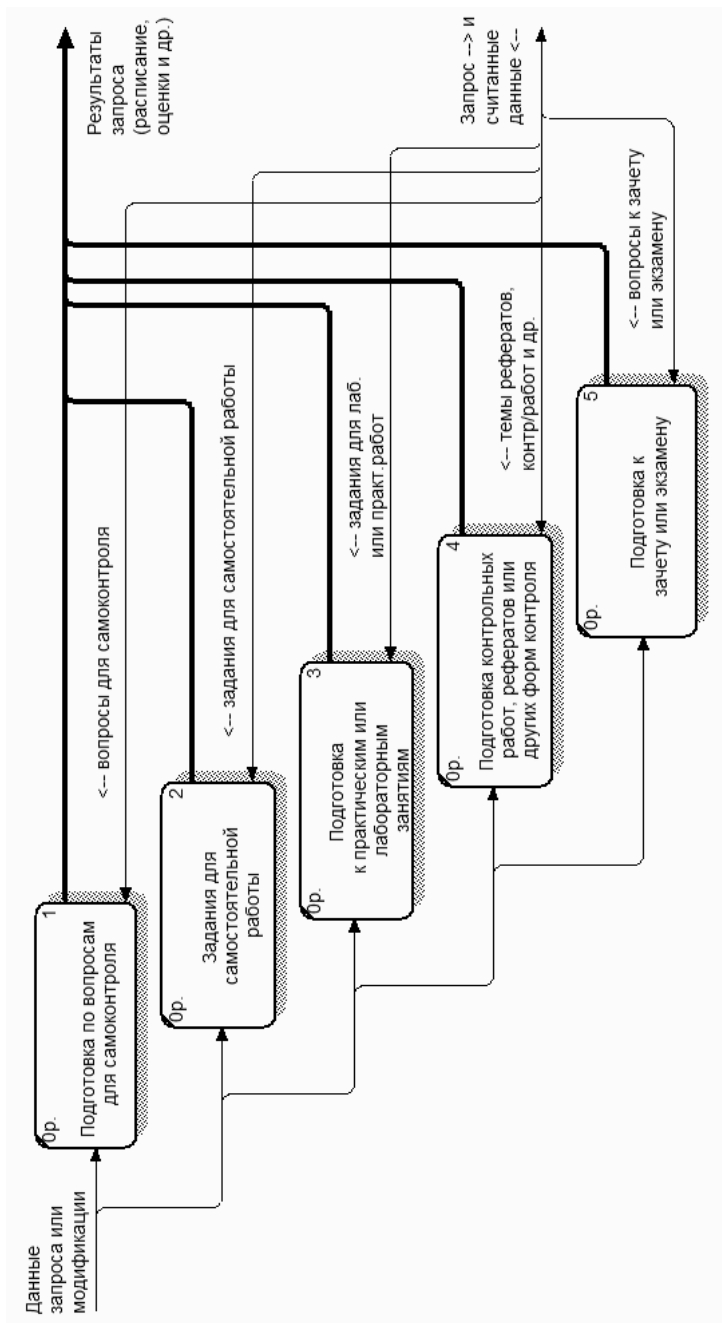 Данные
запроса или
модификации
0р.
1
Подготовка по вопросам
для самоконтроля
<-- вопросы для самоконтроля
Результаты
запроса
(расписание,
оценки и др.)
0р.
2
Задания для
самостоятельной
работы
<-- задания для самостоятельной работы
0р.
3
Подготовка
к практическим или
лабораторным
занятиям
<-- задания для лаб.
или практ.работ
0р.
4
Подготовка контрольных
работ, рефератов или
других форм контроля
<-- темы рефератов,
контр/работ и др.
Запрос --> и
считанные
данные <--
0р.
5
Подготовка к
зачету или экзамену
<-- вопросы к зачету
или экзамену